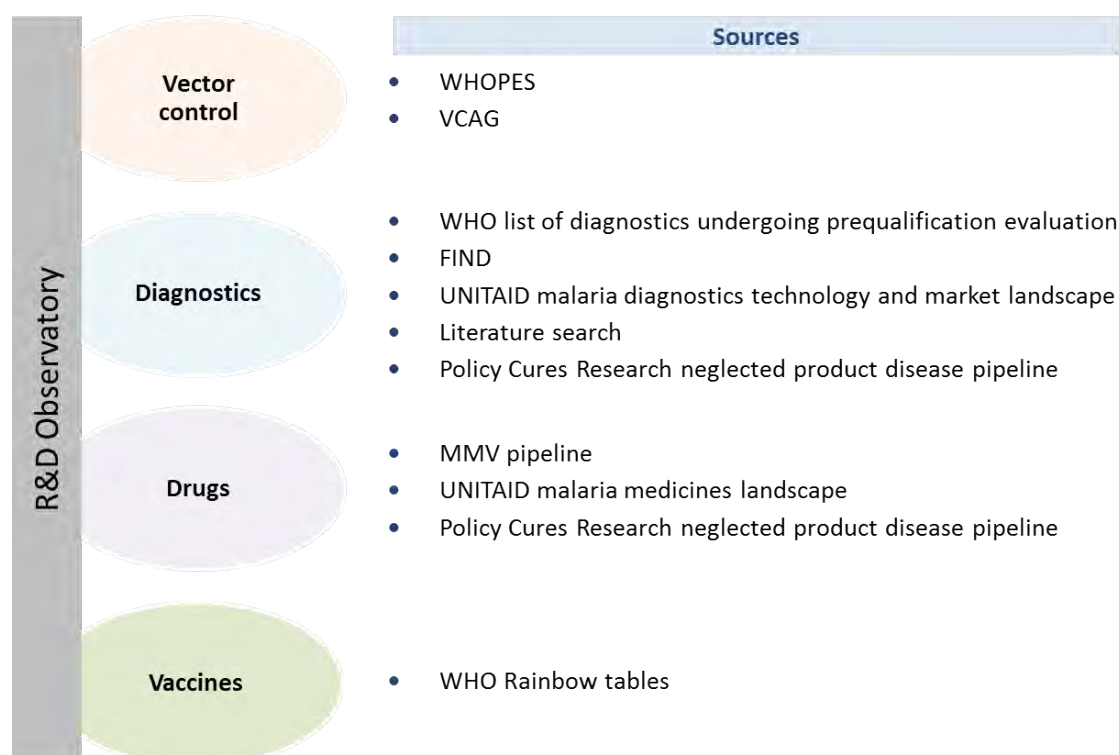 R&D Observatory
Sources
Vector
control
• WHOPES
• VCAG
Diagnostics
• WHO list of diagnostics undergoing prequalification evaluation
• FIND
• UNITAID malaria diagnostics technology and market landscape
• Literature search
• Policy Cures Research neglected product disease pipeline
Drugs
• MMV pipeline
• UNITAID malaria medicines landscape
• Policy Cures Research neglected product disease pipeline
Vaccines
• WHO Rainbow tables